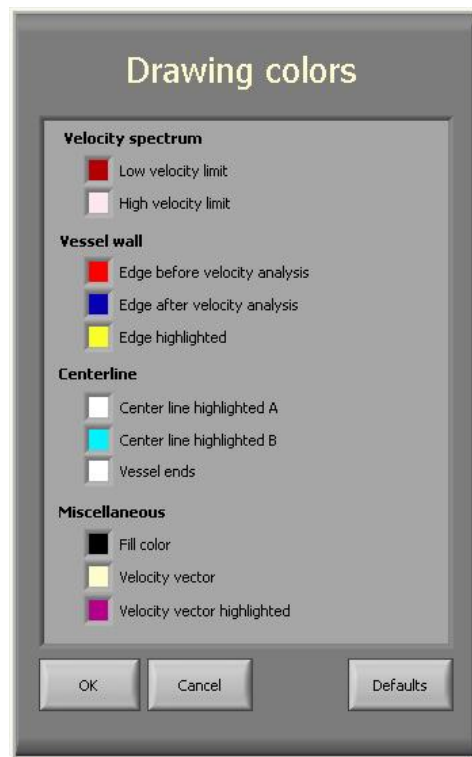 Drawing colors
Velocity spectrum
Low velocity limit
High velocity limit
Vessel wall
Edge before velocity analysis
Edge after velocity analysis
Edge highlighted
Centerline
Center line highlighted A
Center line highlighted B
Vessel ends
Miscellaneous
Fill color
Velocity vector
Velocity vector highlighted
OK Cancel Defaults